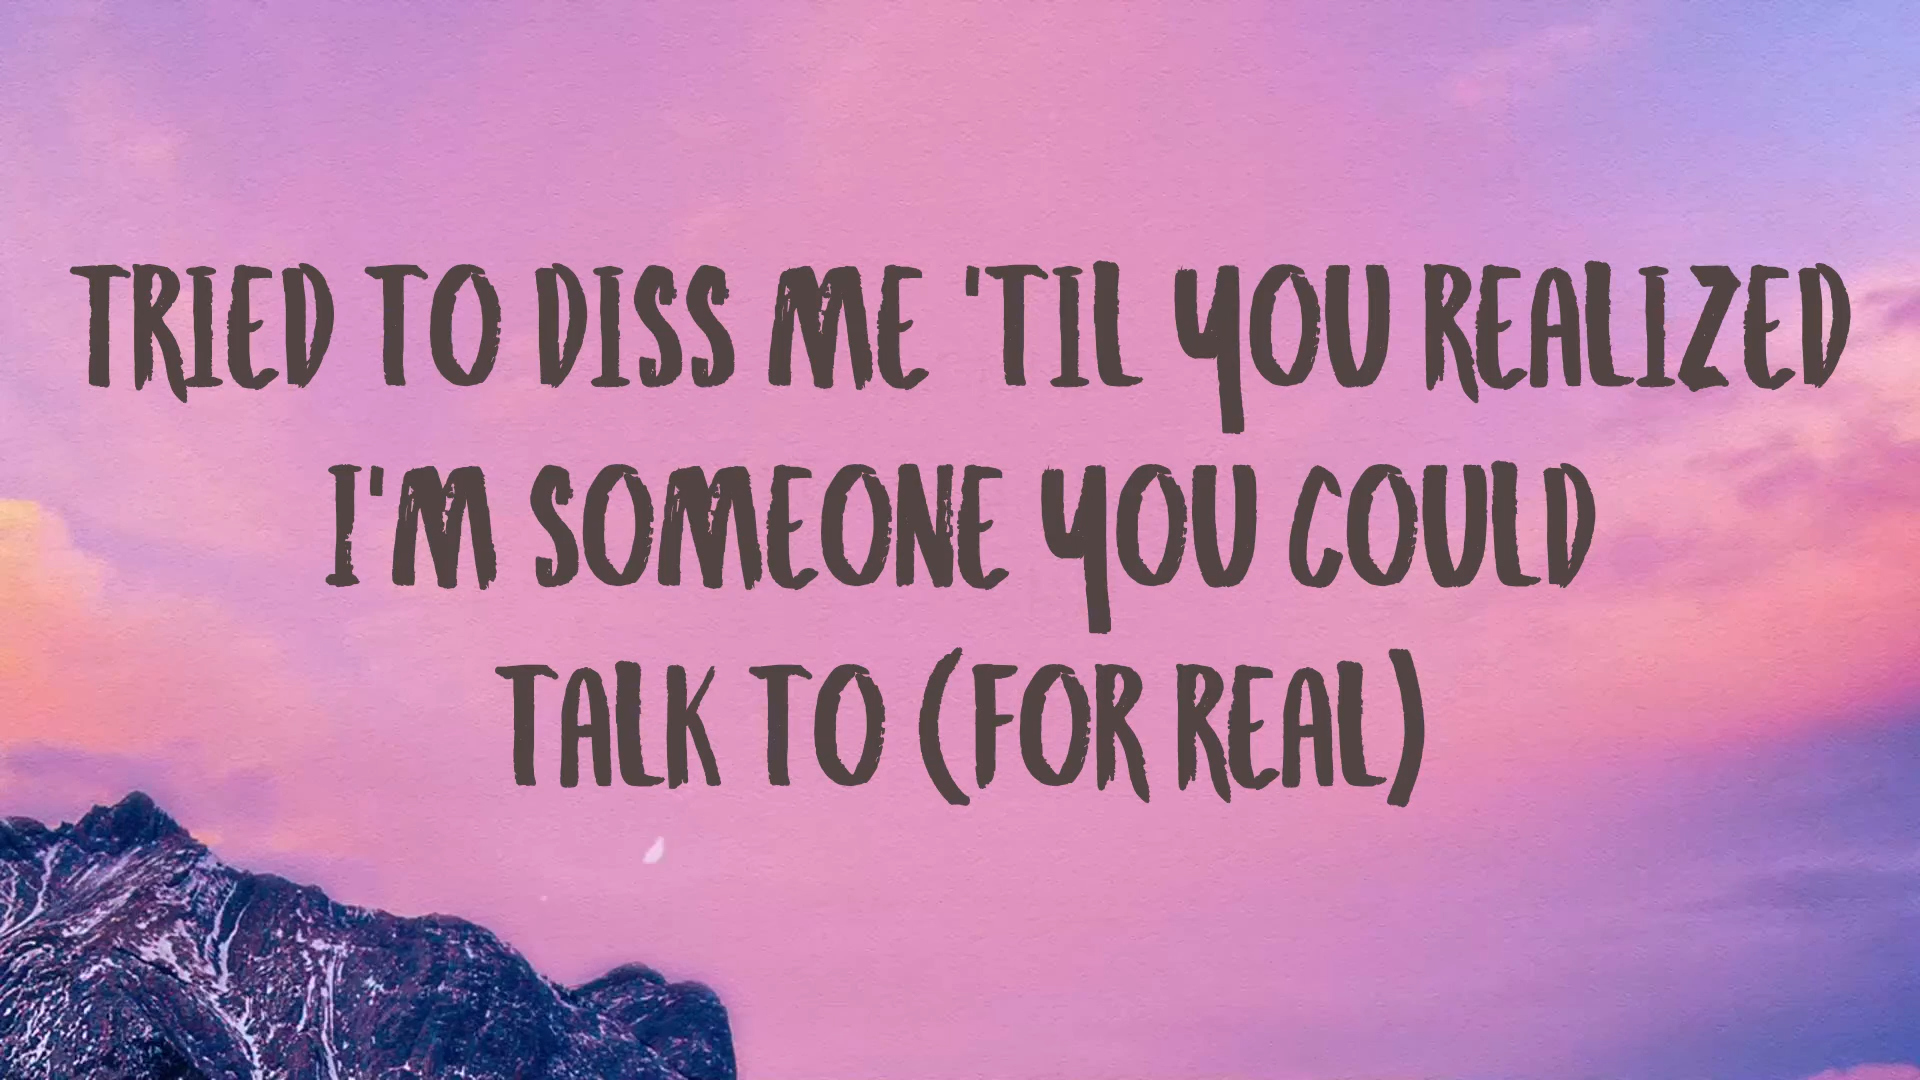 TRIED TO DISS ME 'TIL YOU REALIZED
I'M SOMEONE YOU COULD
TALK TO (FOR REAL)